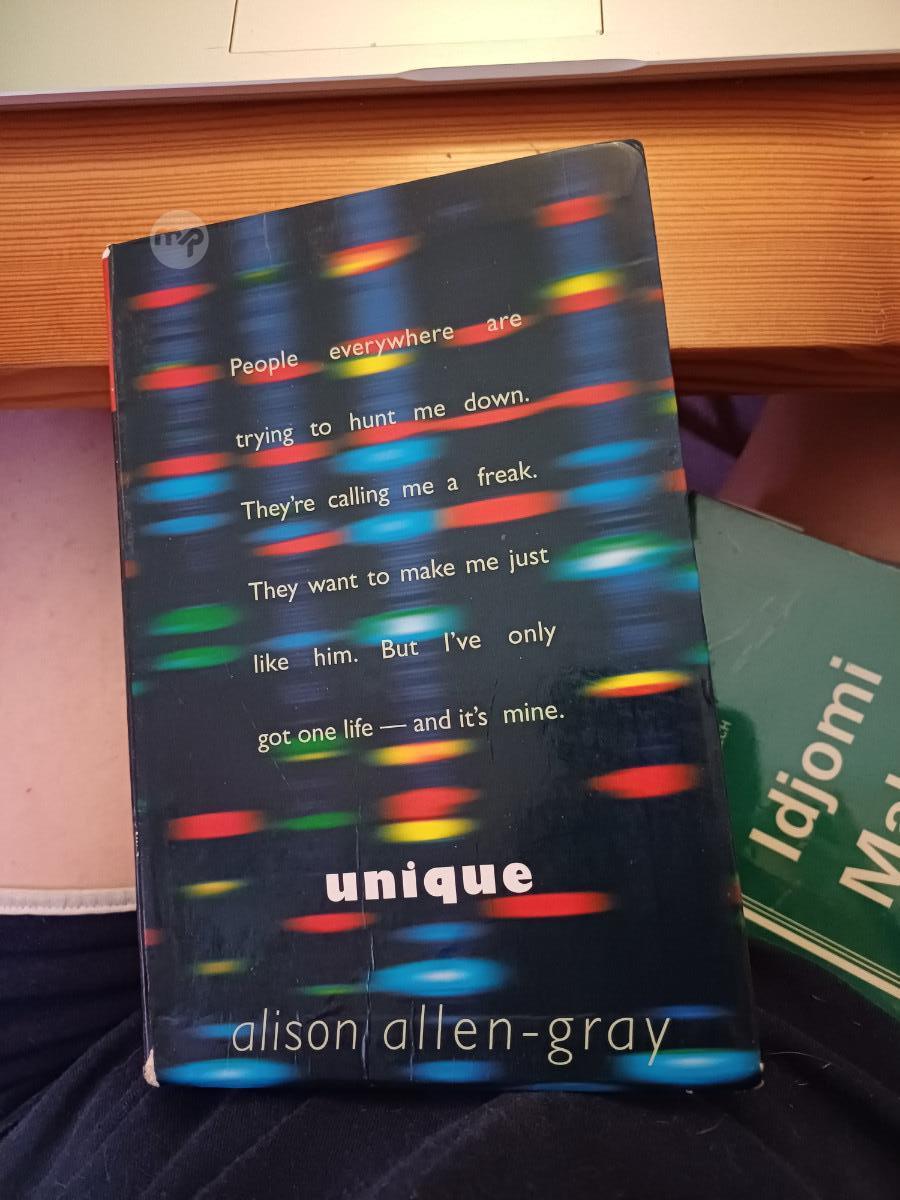 mp
People everywhere are
trying to hunt me down.
They're calling me a freak.
They want to make me just
like him. But I've only
got one life — and it's mine.
unique
alison allen-gray
Idjomi